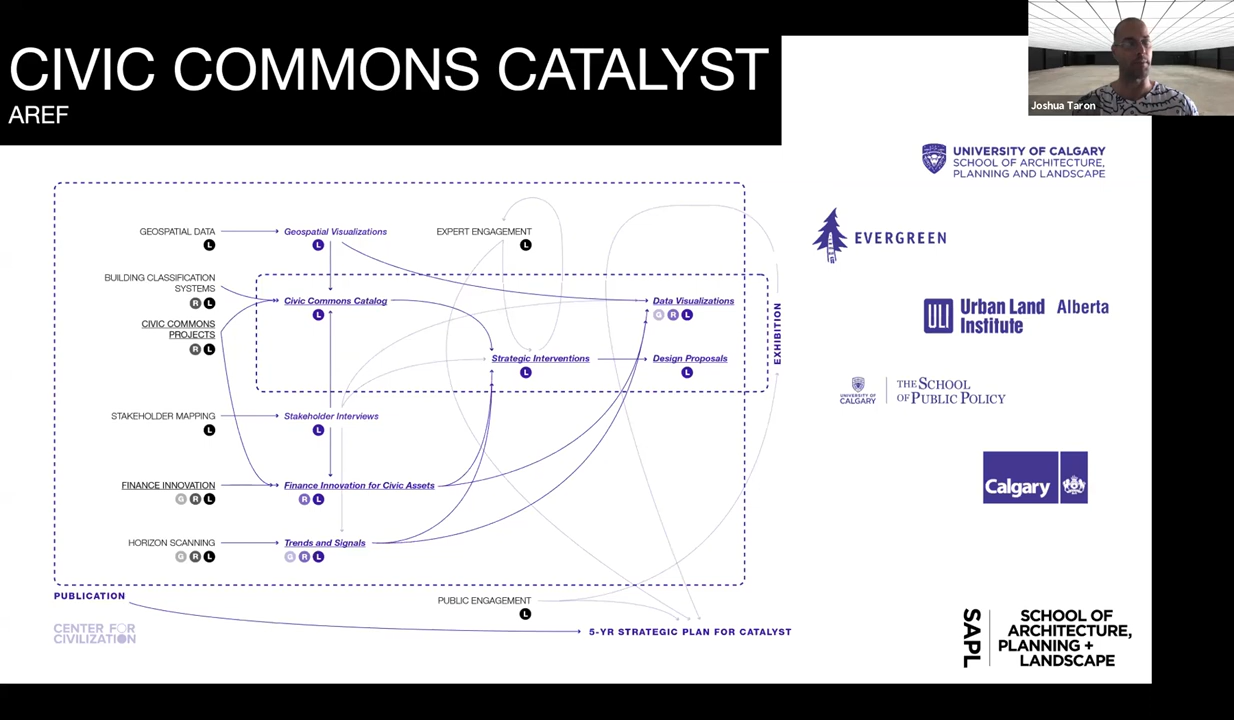 CIVIC COMMONS CATALYST
AREF
Joshua Taron
UNIVERSITY OF CALGARY
SCHOOL OF ARCHITECTURE,
PLANNING AND LANDSCAPE
GEOSPATIAL DATA
L
Geospatial Visualizations
L
EXPERT ENGAGEMENT
L
EVERGREEN
BUILDING CLASSIFICATION
SYSTEMS
R L
Civic Commons Catalog
L
Data Visualizations
G R L
EXHIBITION
ULI Urban Land Institute Alberta
CIVIC COMMONS
PROJECTS
R L
Strategic Interventions
L
Design Proposals
L
UNIVERSITY OF
CALGARY
THE SCHOOL
OF PUBLIC POLICY
STAKEHOLDER MAPPING
L
Stakeholder Interviews
L
Calgary
FINANCE INNOVATION
G R L
Finance Innovation for Civic Assets
R L
HORIZON SCANNING
G R L
Trends and Signals
G R L
PUBLICATION
PUBLIC ENGAGEMENT
L
CENTER FOR
CIVILIZATION
5-YR STRATEGIC PLAN FOR CATALYST
SAPL
SCHOOL OF
ARCHITECTURE,
PLANNING +
LANDSCAPE